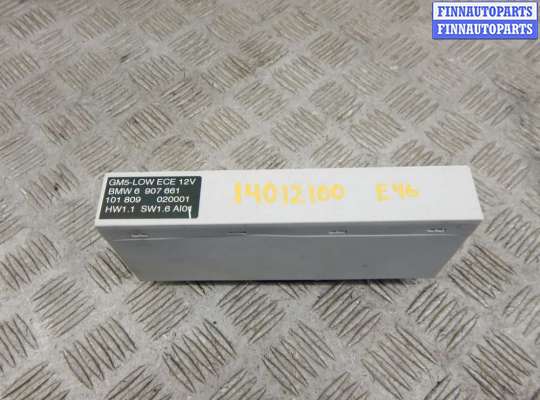 FINNAUTOPARTS
FINNAUTOPARTS
GM5-LOW ECE 12V
BMW 6 907 661
101 809 020001
HW1.1 SW1.6
14012100 E46